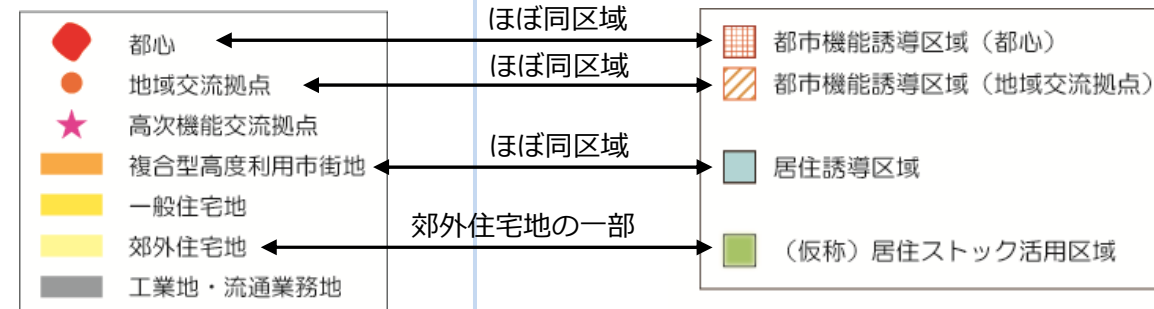 都心
地域交流拠点
高次機能交流拠点
複合型高度利用市街地
一般住宅地
郊外住宅地
工業地・流通業務地
ほぼ同区域
ほぼ同区域
ほぼ同区域
郊外住宅地の一部
都市機能誘導区域（都心）
都市機能誘導区域（地域交流拠点）
居住誘導区域
（仮称）居住ストック活用区域